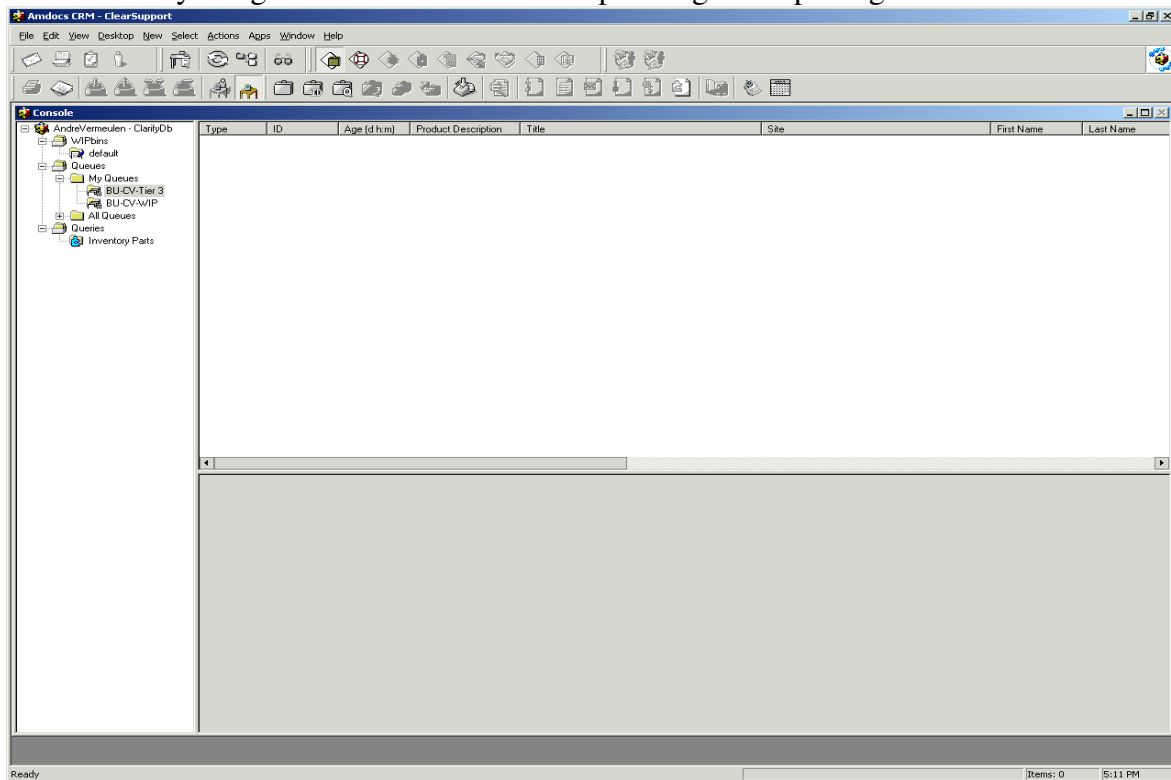 Amdocs CRM - ClearSupport
File Edit View Desktop New Select Actions Apps Window Help
Console
AndreVermeulen - ClarifyDb
WIPbins
default
Queues
My Queues
BU-CV-Tier 3
BU-CV-WIP
All Queues
Queries
Inventory Parts
Type ID Age (d h:m) Product Description Title Site First Name Last Name
Ready Items: 0 5:11 PM